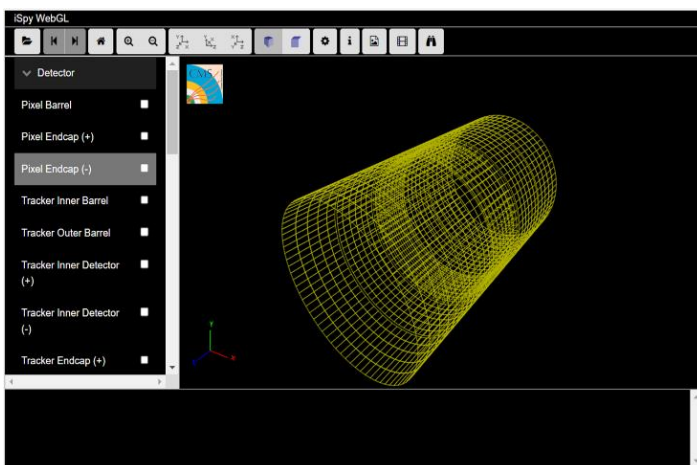 iSpy WebGL
CMS
Detector
Pixel Barrel
Pixel Endcap (+)
Pixel Endcap (-)
Tracker Inner Barrel
Tracker Outer Barrel
Tracker Inner Detector
(+)
Tracker Inner Detector
(-)
Tracker Endcap (+)